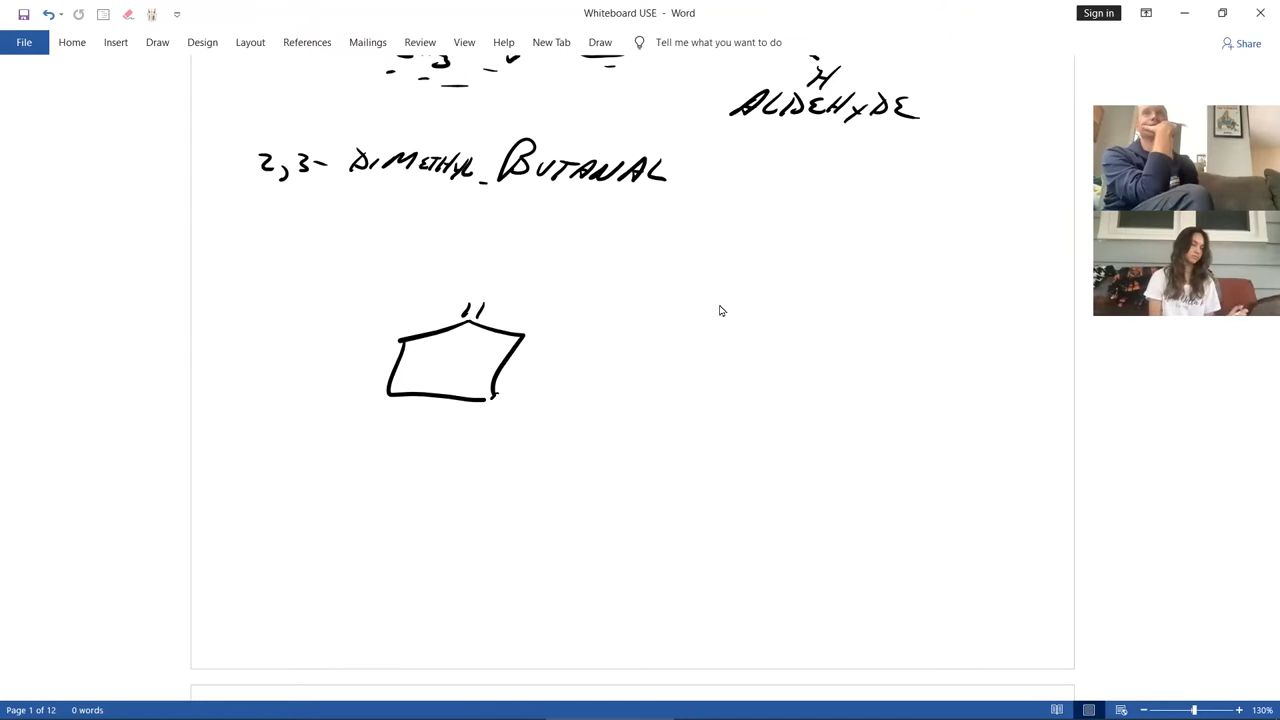 Whiteboard USE - Word
Sign in
File Home Insert Draw Design Layout References Mailings Review View Help New Tab Draw Tell me what you want to do
Share
H
ALDEHYDE
2,3- DIMETHYL BUTANAL
Page 1 of 12 0 words
130%